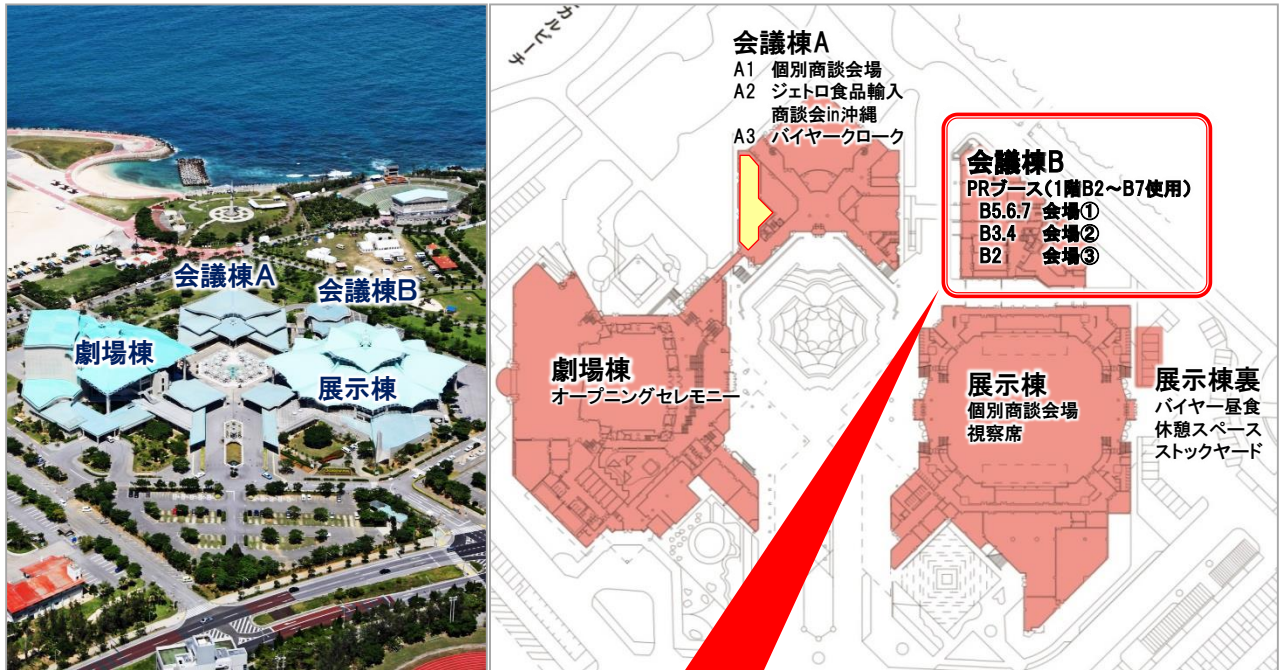 会議棟A
会議棟B
劇場棟
展示棟
カルビーチ
会議棟A
A1 個別商談会場
A2 ジェトロ食品輸入
商談会in沖縄
A3 バイヤークローク
会議棟B
PRブース(1階B2～B7使用)
B5.6.7 会場①
B3.4 会場②
B2 会場③
劇場棟
オープニングセレモニー
展示棟
個別商談会場
視察席
展示棟裏
バイヤー昼食
休憩スペース
ストックヤード